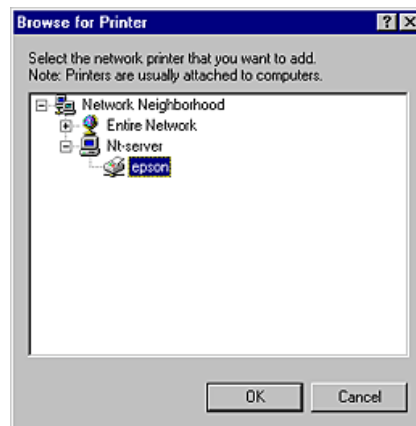 Browse for Printer
Select the network printer that you want to add.
Note: Printers are usually attached to computers.
Network Neighborhood
Entire Network
Nt-server
epson
OK
Cancel